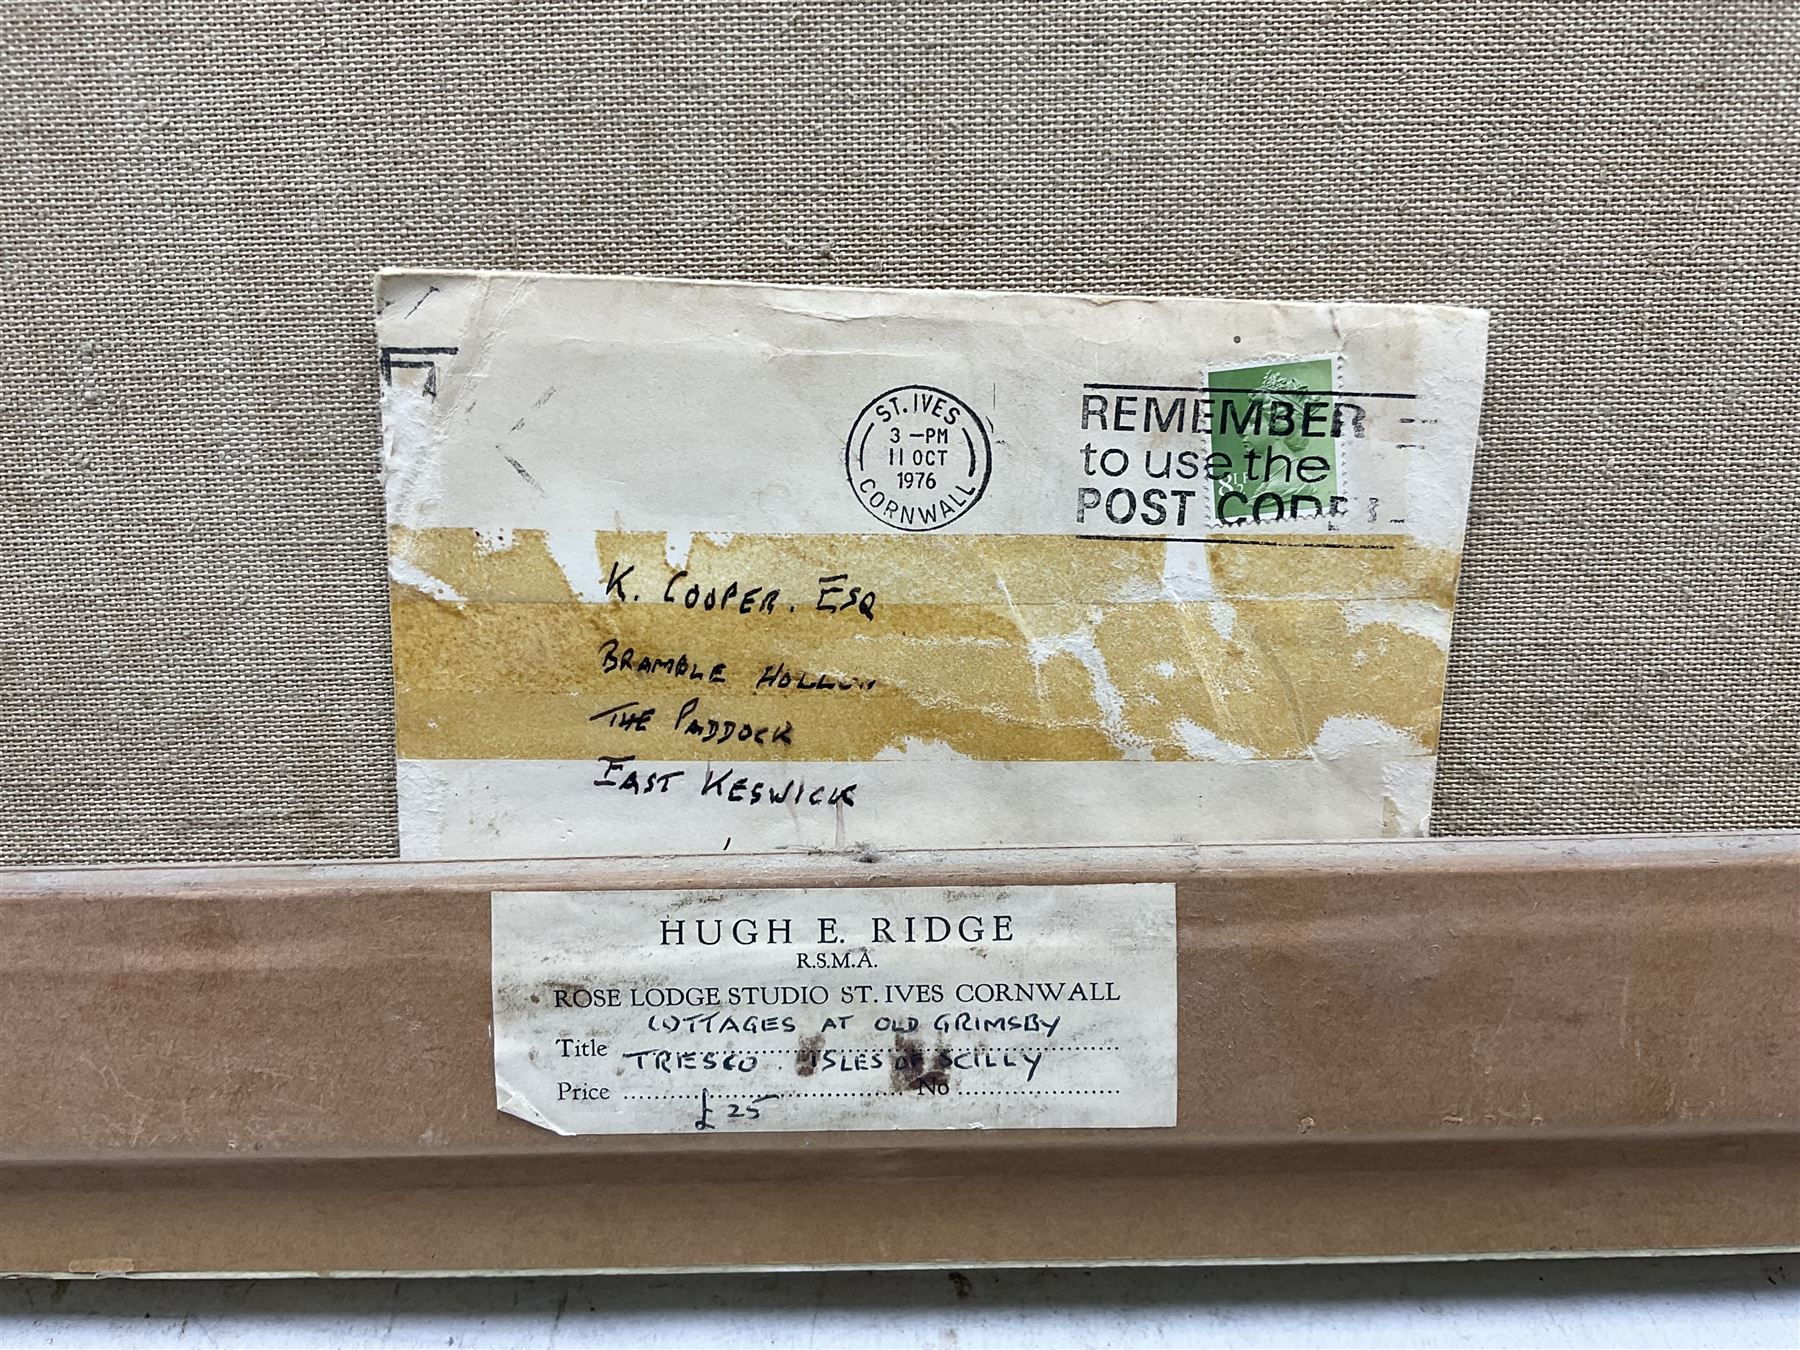 ST. IVES
3 -PM
11 OCT
1976
CORNWALL
REMEMBER
to use the
POST CODE
8½P
K. COOPER. ESQ
BRAMBLE HOLLOW
THE PADDOCK
EAST KESWICK
HUGH E. RIDGE
R.S.M.A.
ROSE LODGE STUDIO ST. IVES CORNWALL
COTTAGES AT OLD GRIMSBY
Title TRESCO. ISLES OF SCILLY
Price £25 No